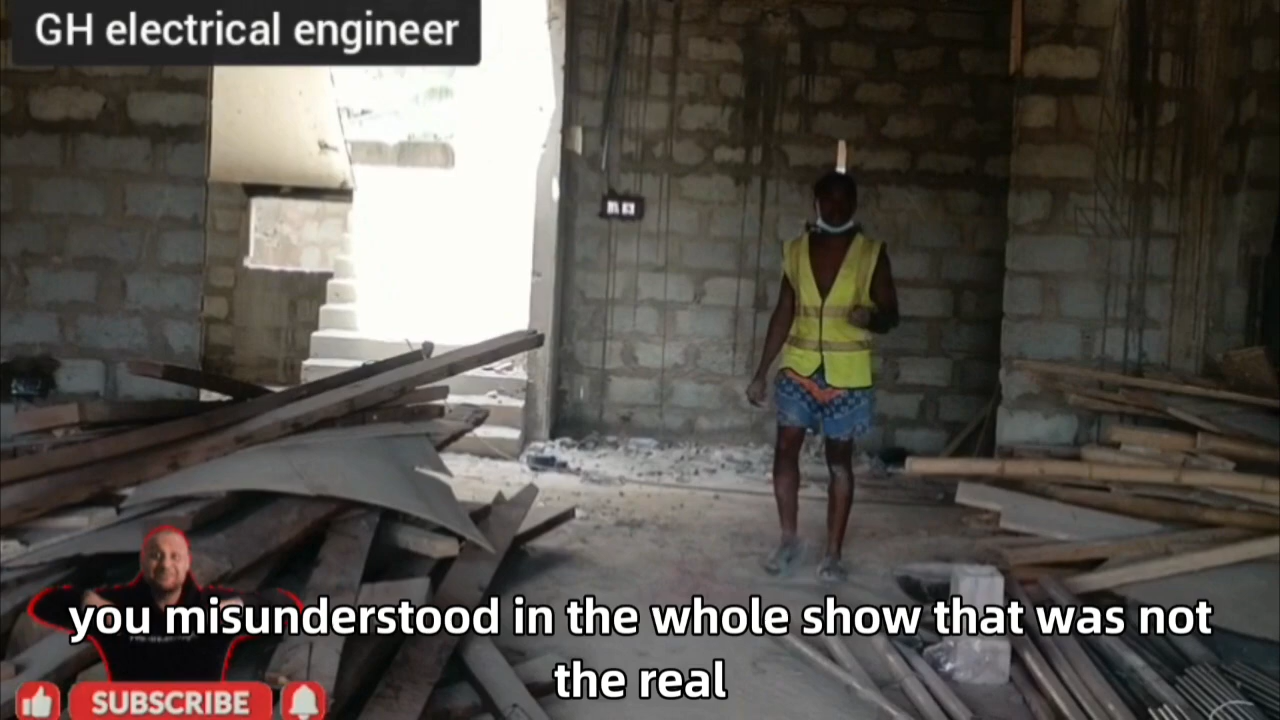 GH electrical engineer
you misunderstood in the whole show that was not
the real
SUBSCRIBE